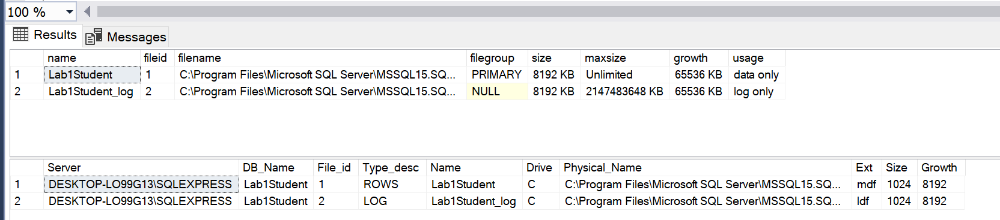 100 %
Results Messages
name fileid filename filegroup size maxsize growth usage
1 Lab1Student 1 C:\Program Files\Microsoft SQL Server\MSSQL15.SQ... PRIMARY 8192 KB Unlimited 65536 KB data only
2 Lab1Student_log 2 C:\Program Files\Microsoft SQL Server\MSSQL15.SQ... NULL 8192 KB 2147483648 KB 65536 KB log only
Server DB_Name File_id Type_desc Name Drive Physical_Name Ext Size Growth
1 DESKTOP-LO99G13\SQLEXPRESS Lab1Student 1 ROWS Lab1Student C C:\Program Files\Microsoft SQL Server\MSSQL15.SQ... mdf 1024 8192
2 DESKTOP-LO99G13\SQLEXPRESS Lab1Student 2 LOG Lab1Student_log C C:\Program Files\Microsoft SQL Server\MSSQL15.SQ... ldf 1024 8192